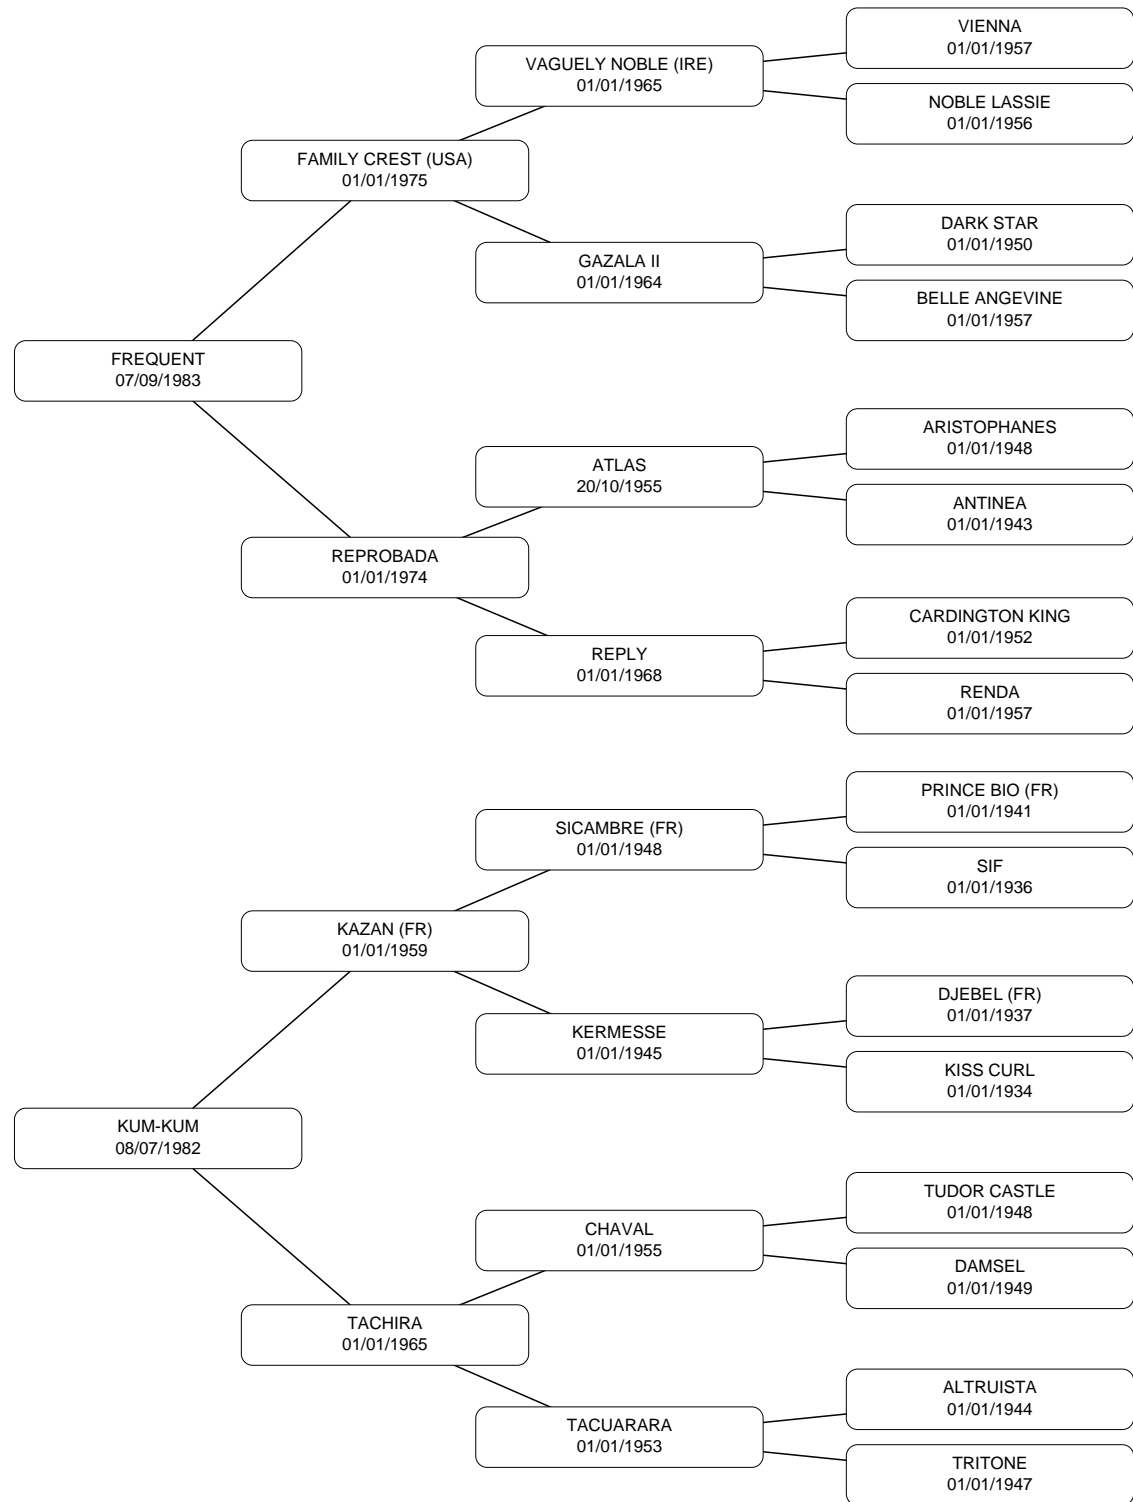 VIENNA
01/01/1957
VAGUELY NOBLE (IRE)
01/01/1965
NOBLE LASSIE
01/01/1956
FAMILY CREST (USA)
01/01/1975
DARK STAR
01/01/1950
GAZALA II
01/01/1964
BELLE ANGEVINE
01/01/1957
FREQUENT
07/09/1983
ARISTOPHANES
01/01/1948
ATLAS
20/10/1955
ANTINEA
01/01/1943
REPROBADA
01/01/1974
CARDINGTON KING
01/01/1952
REPLY
01/01/1968
RENDA
01/01/1957
PRINCE BIO (FR)
01/01/1941
SICAMBRE (FR)
01/01/1948
SIF
01/01/1936
KAZAN (FR)
01/01/1959
DJEBEL (FR)
01/01/1937
KERMESSE
01/01/1945
KISS CURL
01/01/1934
KUM-KUM
08/07/1982
TUDOR CASTLE
01/01/1948
CHAVAL
01/01/1955
DAMSEL
01/01/1949
TACHIRA
01/01/1965
ALTRUISTA
01/01/1944
TACUARARA
01/01/1953
TRITONE
01/01/1947